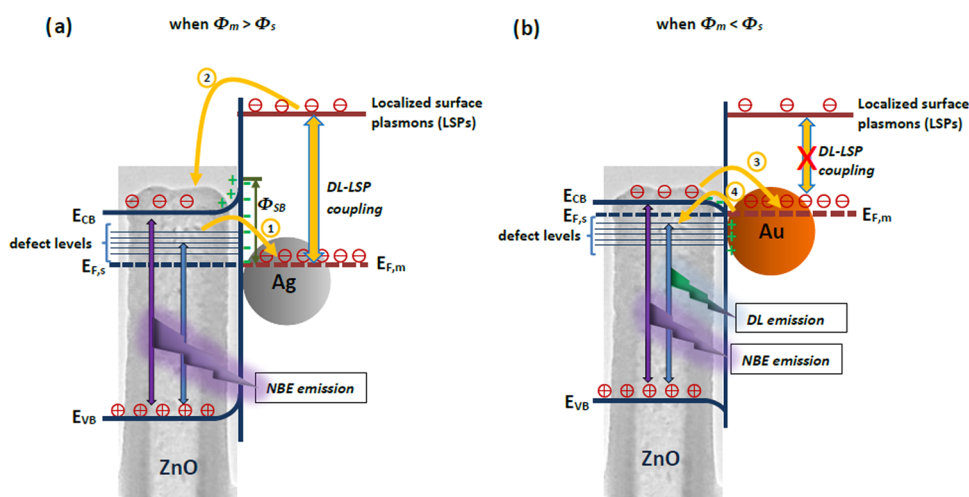 (a)
when Φm > Φs
2
Localized surface
plasmons (LSPs)
ΦSB
DL-LSP
coupling
ECB
1
defect levels
EF,s
EF,m
Ag
NBE emission
EVB
ZnO
(b)
when Φm < Φs
Localized surface
plasmons (LSPs)
3
DL-LSP
coupling
4
ECB
EF,s
EF,m
defect levels
Au
DL emission
NBE emission
EVB
ZnO